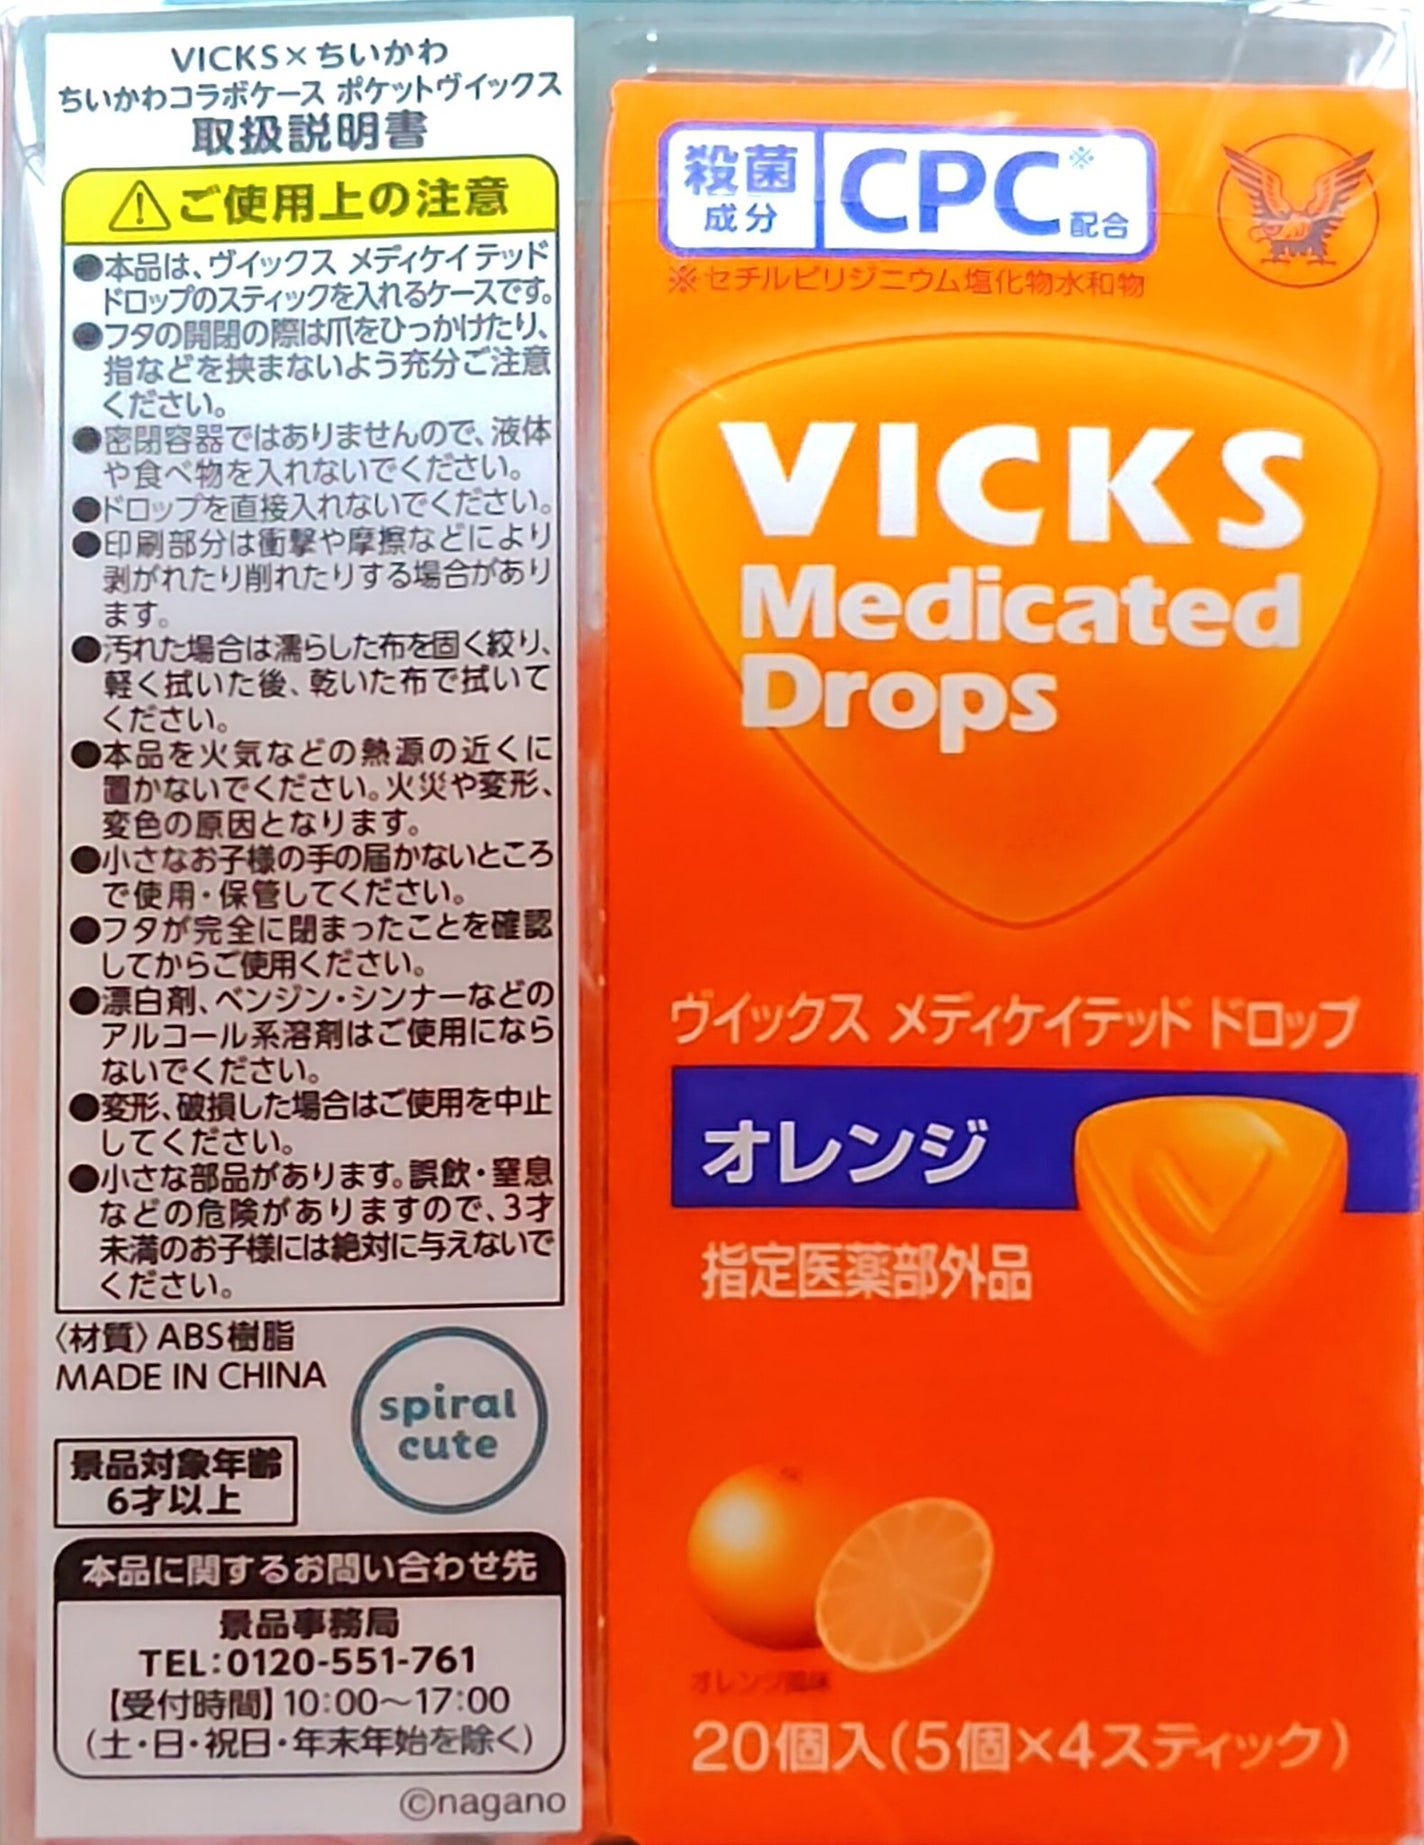 VICKS×ちいかわ
ちいかわコラボケース ポケットヴイックス
取扱説明書
ご使用上の注意
●本品は、ヴイックス メディケイテッド
ドロップのスティックを入れるケースです。
●フタの開閉の際は爪をひっかけたり、
指などを挟まないよう充分ご注意
ください。
●密閉容器ではありませんので、液体
や食べ物を入れないでください。
●ドロップを直接入れないでください。
●印刷部分は衝撃や摩擦などにより
剥がれたり削れたりする場合があり
ます。
●汚れた場合は濡らした布を固く絞り、
軽く拭いた後、乾いた布で拭いて
ください。
●本品を火気などの熱源の近くに
置かないでください。火災や変形、
変色の原因となります。
●小さなお子様の手の届かないところ
で使用・保管してください。
●フタが完全に閉まったことを確認
してからご使用ください。
●漂白剤、ベンジン・シンナーなどの
アルコール系溶剤はご使用になら
ないでください。
●変形、破損した場合はご使用を中止
してください。
●小さな部品があります。誤飲・窒息
などの危険がありますので、3才
未満のお子様には絶対に与えないで
ください。
〈材質〉ABS樹脂
MADE IN CHINA
spiral
cute
景品対象年齢
6才以上
本品に関するお問い合わせ先
景品事務局
TEL:0120-551-761
【受付時間】10:00～17:00
(土・日・祝日・年末年始を除く)
©nagano
殺菌
成分
CPC※
配合
※セチルピリジニウム塩化物水和物
VICKS
Medicated
Drops
ヴイックス メディケイテッド ドロップ
オレンジ
指定医薬部外品
オレンジ風味
20個入(5個×4スティック)